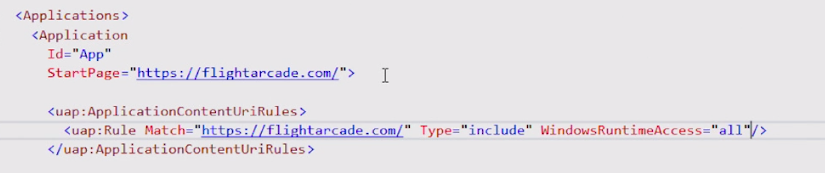 <Applications>
<Application
Id="App"
StartPage="https://flightarcade.com/">
<uap:ApplicationContentUriRules>
<uap:Rule Match="https://flightarcade.com/" Type="include" WindowsRuntimeAccess="all"/>
</uap:ApplicationContentUriRules>